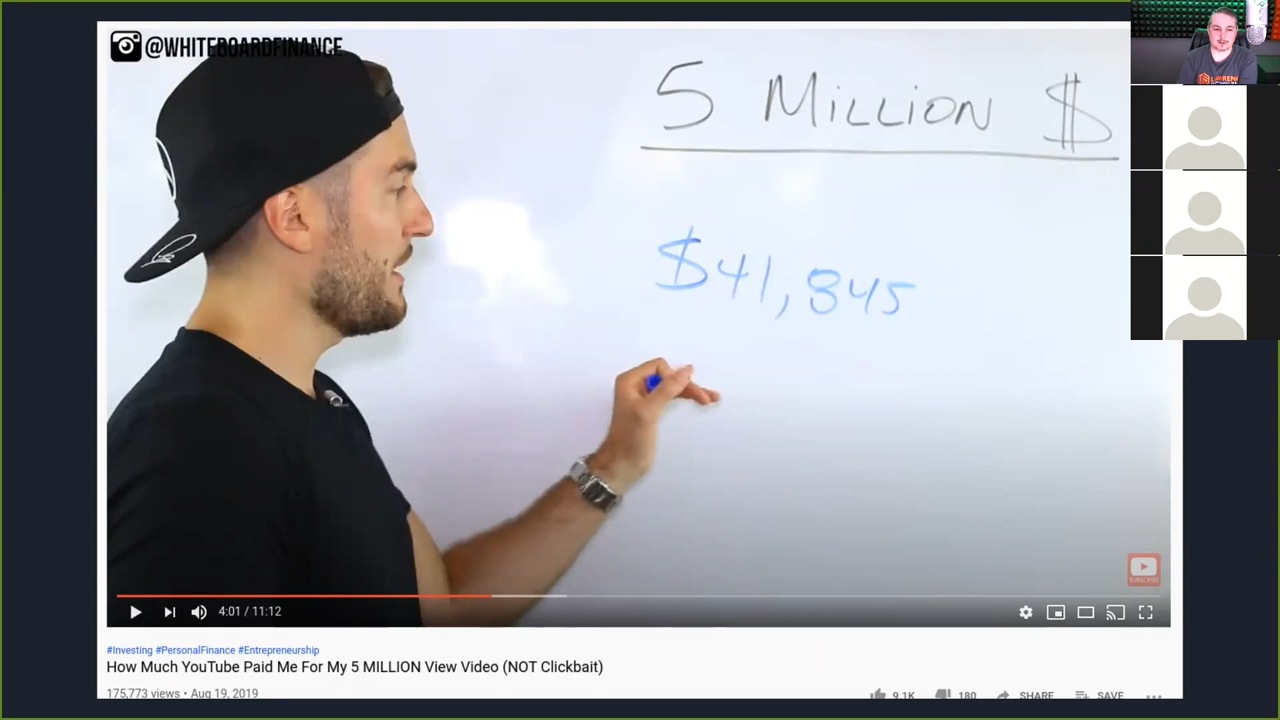 @WHITEBOARDFINANCE
5 MILLION $
$41,845
SUBSCRIBE
4:01 / 11:12
#Investing #PersonalFinance #Entrepreneurship
How Much YouTube Paid Me For My 5 MILLION View Video (NOT Clickbait)
175,773 views • Aug 19, 2019
9.1K 180 SHARE SAVE